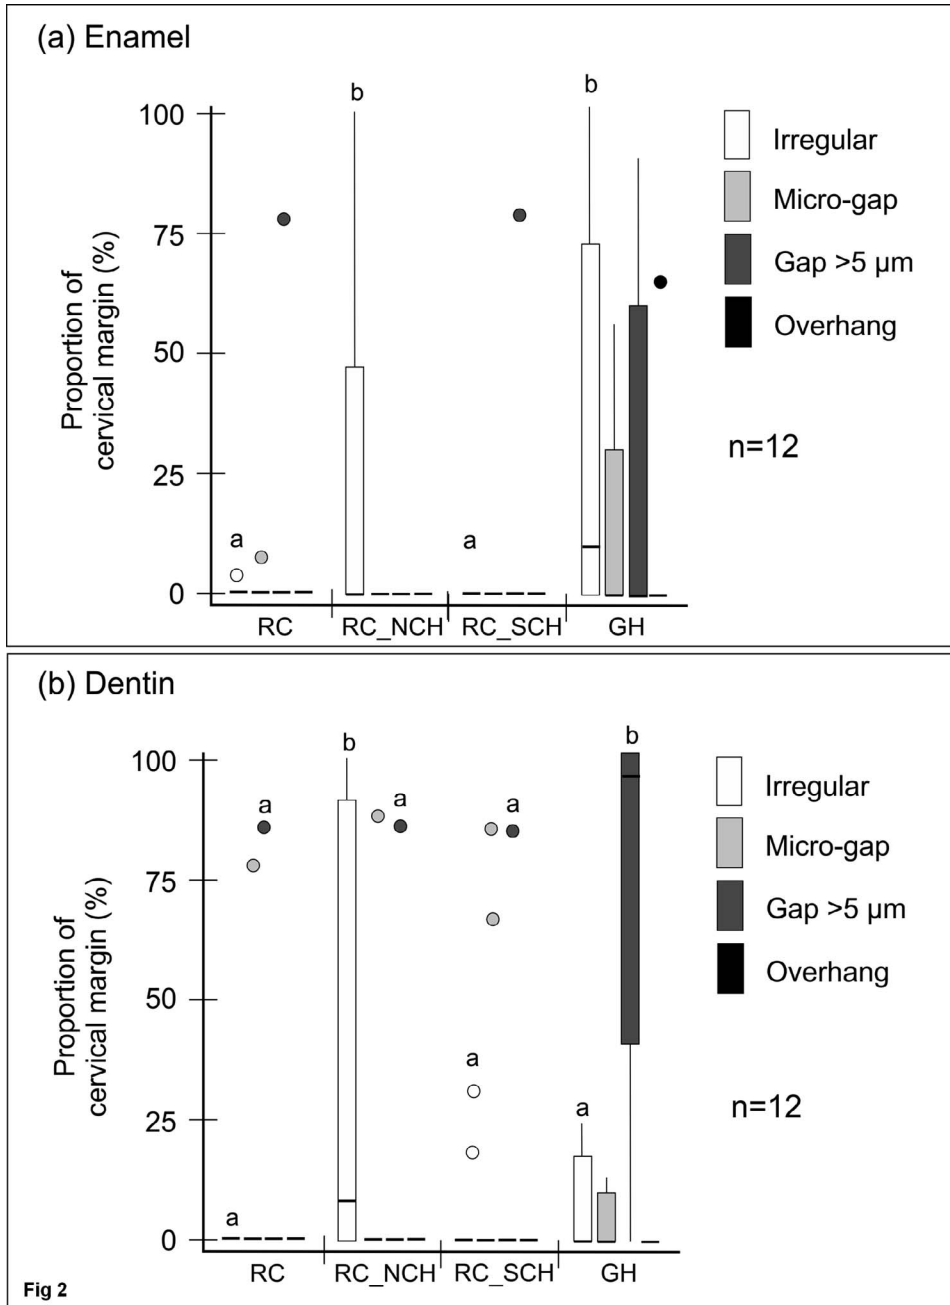 (a) Enamel
b
b
100
75
50
25
0
Proportion of
cervical margin (%)
a
a
Irregular
Micro-gap
Gap >5 µm
Overhang
n=12
RC
RC_NCH
RC_SCH
GH
(b) Dentin
b
b
100
75
50
25
0
Proportion of
cervical margin (%)
a
a
a
a
a
a
Irregular
Micro-gap
Gap >5 µm
Overhang
n=12
RC
RC_NCH
RC_SCH
GH
Fig 2